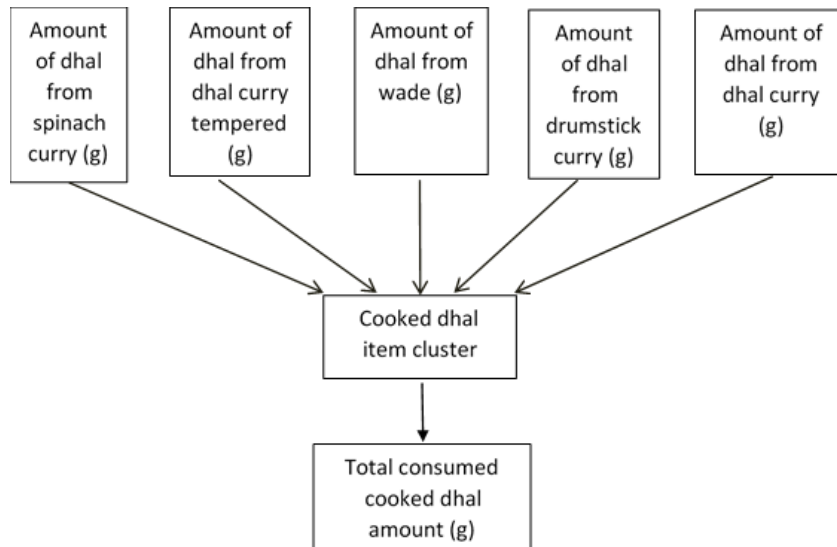 Amount
of dhal
from
spinach
curry (g)
Amount of
dhal from
dhal curry
tempered
(g)
Amount of
dhal from
wade (g)
Amount
of dhal
from
drumstick
curry (g)
Amount of
dhal from
dhal curry
(g)
Cooked dhal
item cluster
Total consumed
cooked dhal
amount (g)